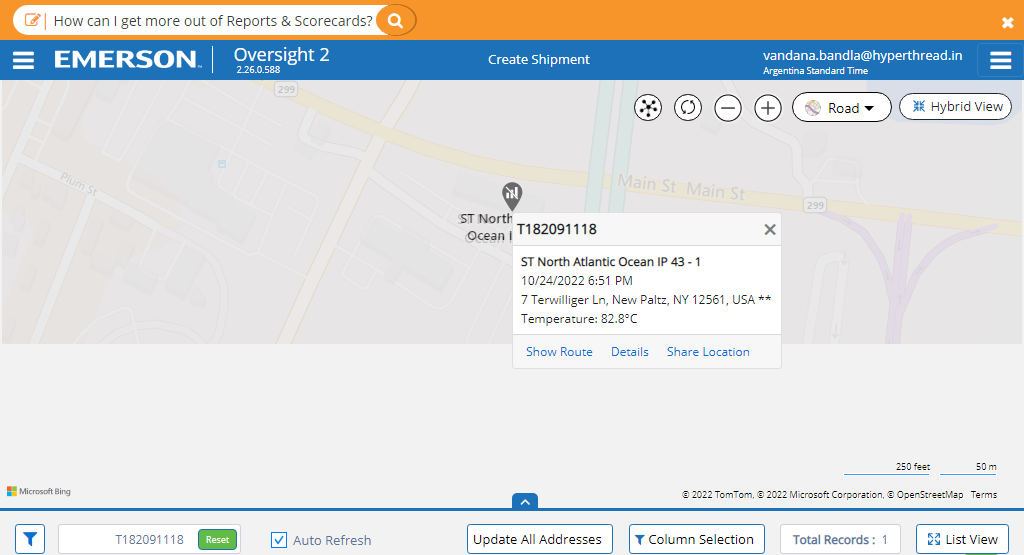 How can I get more out of Reports & Scorecards?
EMERSON
Oversight 2
2.26.0.588
Create Shipment
vandana.bandla@hyperthread.in
Argentina Standard Time
299
Road
Hybrid View
Plum St
Main St Main St
299
ST North
Ocean
T182091118
ST North Atlantic Ocean IP 43 - 1
10/24/2022 6:51 PM
7 Terwilliger Ln, New Paltz, NY 12561, USA **
Temperature: 82.8°C
Show Route Details Share Location
250 feet 50 m
Microsoft Bing
© 2022 TomTom, © 2022 Microsoft Corporation, © OpenStreetMap Terms
T182091118 Reset Auto Refresh Update All Addresses Column Selection Total Records : 1 List View